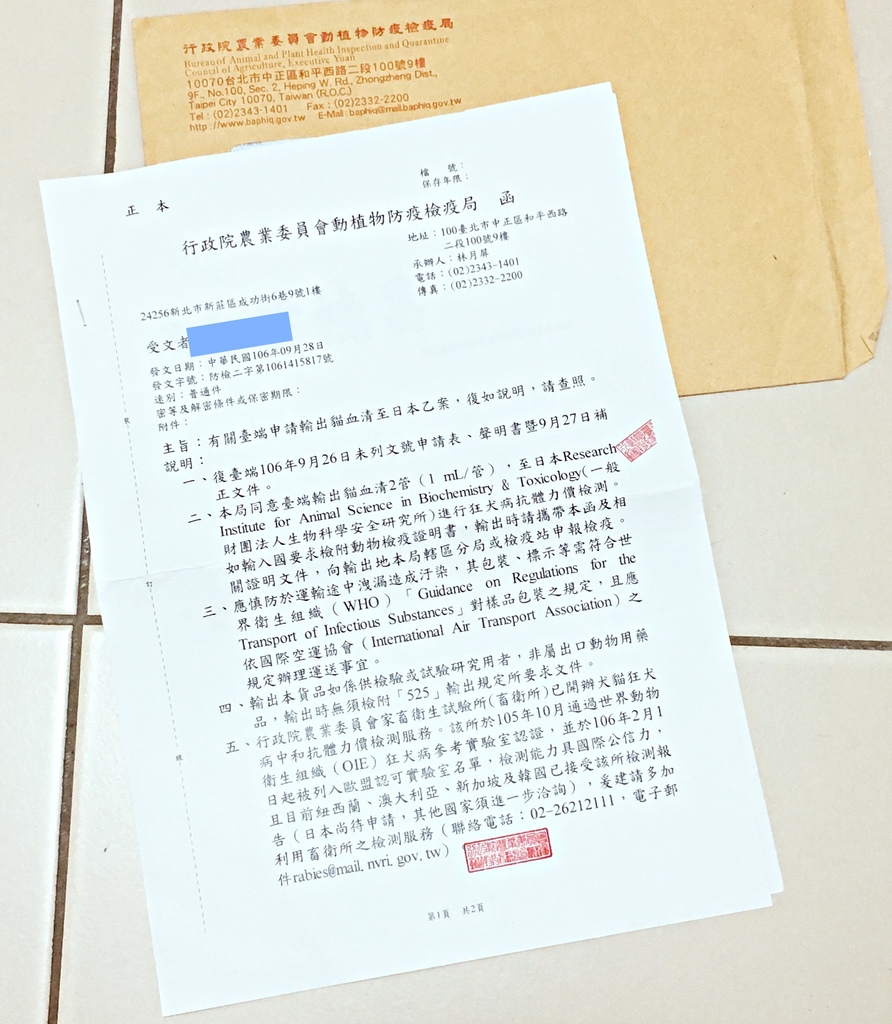 行政院農業委員會動植物防疫檢疫局
Bureau of Animal and Plant Health Inspection and Quarantine
Council of Agriculture, Executive Yuan
10070台北市中正區和平西路二段100號9樓
9F., No.100, Sec. 2, Heping W. Rd., Zhongzheng Dist.,
Taipei City 10070, Taiwan (R.O.C.)
Tel : (02)2343-1401 Fax : (02)2332-2200
http://www.baphiq.gov.tw E-Mail : baphiq@mail.baphiq.gov.tw
檔 號：
保存年限：
正 本
行政院農業委員會動植物防疫檢疫局 函
地址：100臺北市中正區和平西路
二段100號9樓
承辦人：林月屏
電話：(02)2343-1401
傳真：(02)2332-2200
24256新北市新莊區成功街6巷9號1樓
受文者
發文日期：中華民國106年09月28日
發文字號：防檢二字第1061415817號
速別：普通件
密等及解密條件或保密期限：
附件：
主旨：有關臺端申請輸出貓血清至日本乙案，復如說明，請查照。
說明：
一、復臺端106年9月26日未列文號申請表、聲明書暨9月27日補
正文件。
二、本局同意臺端輸出貓血清2管（1 mL/管），至日本Research
Institute for Animal Science in Biochemistry & Toxicology(一般
財團法人生物科學安全研究所)進行狂犬病抗體力價檢測。
如輸入國要求檢附動物檢疫證明書，輸出時請攜帶本函及相
關證明文件，向輸出地本局轄區分局或檢疫站申報檢疫。
三、應慎防於運輸途中洩漏造成汙染，其包裝、標示等需符合世
界衛生組織（WHO）「Guidance on Regulations for the
Transport of Infectious Substances」對樣品包裝之規定，且應
依國際空運協會（International Air Transport Association）之
規定辦理運送事宜。
四、輸出本貨品如係供檢驗或試驗研究用者，非屬出口動物用藥
品，輸出時無須檢附「525」輸出規定所要求文件。
五、行政院農業委員會家畜衛生試驗所(畜衛所)已開辦犬貓狂犬
病中和抗體力價檢測服務。該所於105年10月通過世界動物
衛生組織（OIE）狂犬病參考實驗室認證，並於106年2月1
日起被列入歐盟認可實驗室名單，檢測能力具國際公信力，
且目前紐西蘭、澳大利亞、新加坡及韓國已接受該所檢測報
告（日本尚待申請，其他國家須進一步洽詢），爰建請多加
利用畜衛所之檢測服務（聯絡電話：02-26212111，電子郵
件rabies@mail.nvri.gov.tw）
裝
訂
線
第1頁 共2頁